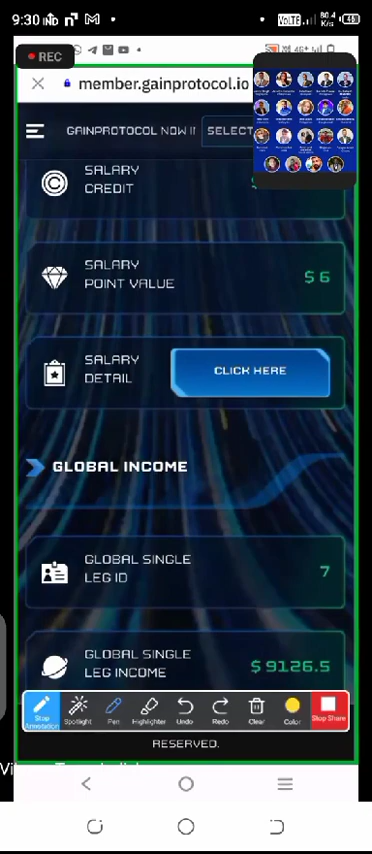 9:30
REC
member.gainprotocol.io
GAINPROTOCOL NOW I
SELECT
SALARY
CREDIT
SALARY
POINT VALUE
$ 6
SALARY
DETAIL
CLICK HERE
GLOBAL INCOME
GLOBAL SINGLE
LEG ID
7
GLOBAL SINGLE
LEG INCOME
$ 9126.5
Stop Annotation
Spotlight
Pen
Highlighter
Undo
Redo
Clear
Color
Stop Share
RESERVED.